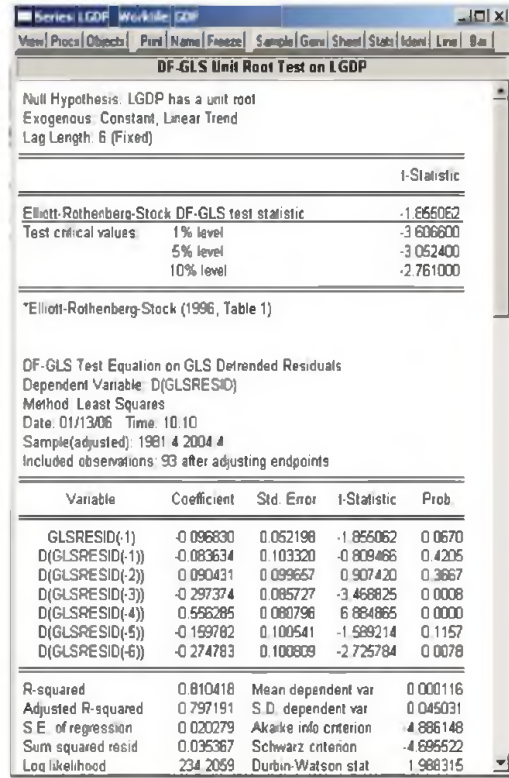 Series: LGDP Workfile: GDP
View Procs Objects Print Name Freeze Sample Genr Sheet Stats Ident Line Bar
DF-GLS Unit Root Test on LGDP
Null Hypothesis: LGDP has a unit root
Exogenous: Constant, Linear Trend
Lag Length: 6 (Fixed)
t-Statistic
Elliott-Rothenberg-Stock DF-GLS test statistic -1.855062
Test critical values: 1% level -3.606600
5% level -3.052400
10% level -2.761000
*Elliott-Rothenberg-Stock (1996, Table 1)
DF-GLS Test Equation on GLS Detrended Residuals
Dependent Variable: D(GLSRESID)
Method: Least Squares
Date: 01/13/06 Time: 10:10
Sample(adjusted): 1981:4 2004:4
Included observations: 93 after adjusting endpoints
Variable Coefficient Std. Error t-Statistic Prob.
GLSRESID(-1) -0.096830 0.052198 -1.855062 0.0670
D(GLSRESID(-1)) -0.083634 0.103320 -0.809466 0.4205
D(GLSRESID(-2)) 0.090431 0.099657 0.907420 0.3667
D(GLSRESID(-3)) -0.297374 0.085727 -3.468825 0.0008
D(GLSRESID(-4)) 0.556285 0.080796 6.884865 0.0000
D(GLSRESID(-5)) -0.159782 0.100541 -1.589214 0.1157
D(GLSRESID(-6)) -0.274783 0.100809 -2.725784 0.0078
R-squared 0.810418 Mean dependent var 0.000116
Adjusted R-squared 0.797191 S.D. dependent var 0.045031
S.E. of regression 0.020279 Akaike info criterion -4.886148
Sum squared resid 0.035367 Schwarz criterion -4.695522
Log likelihood 234.2059 Durbin-Watson stat 1.988315